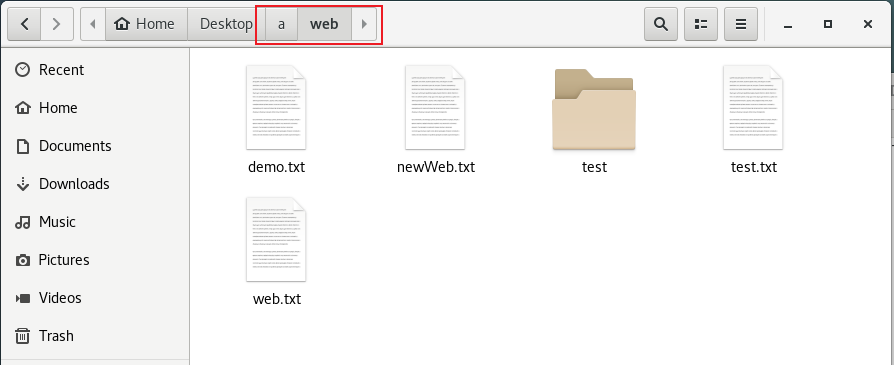 Home Desktop a web
Recent
Home
Documents
Downloads
Music
Pictures
Videos
Trash
demo.txt newWeb.txt test test.txt
web.txt